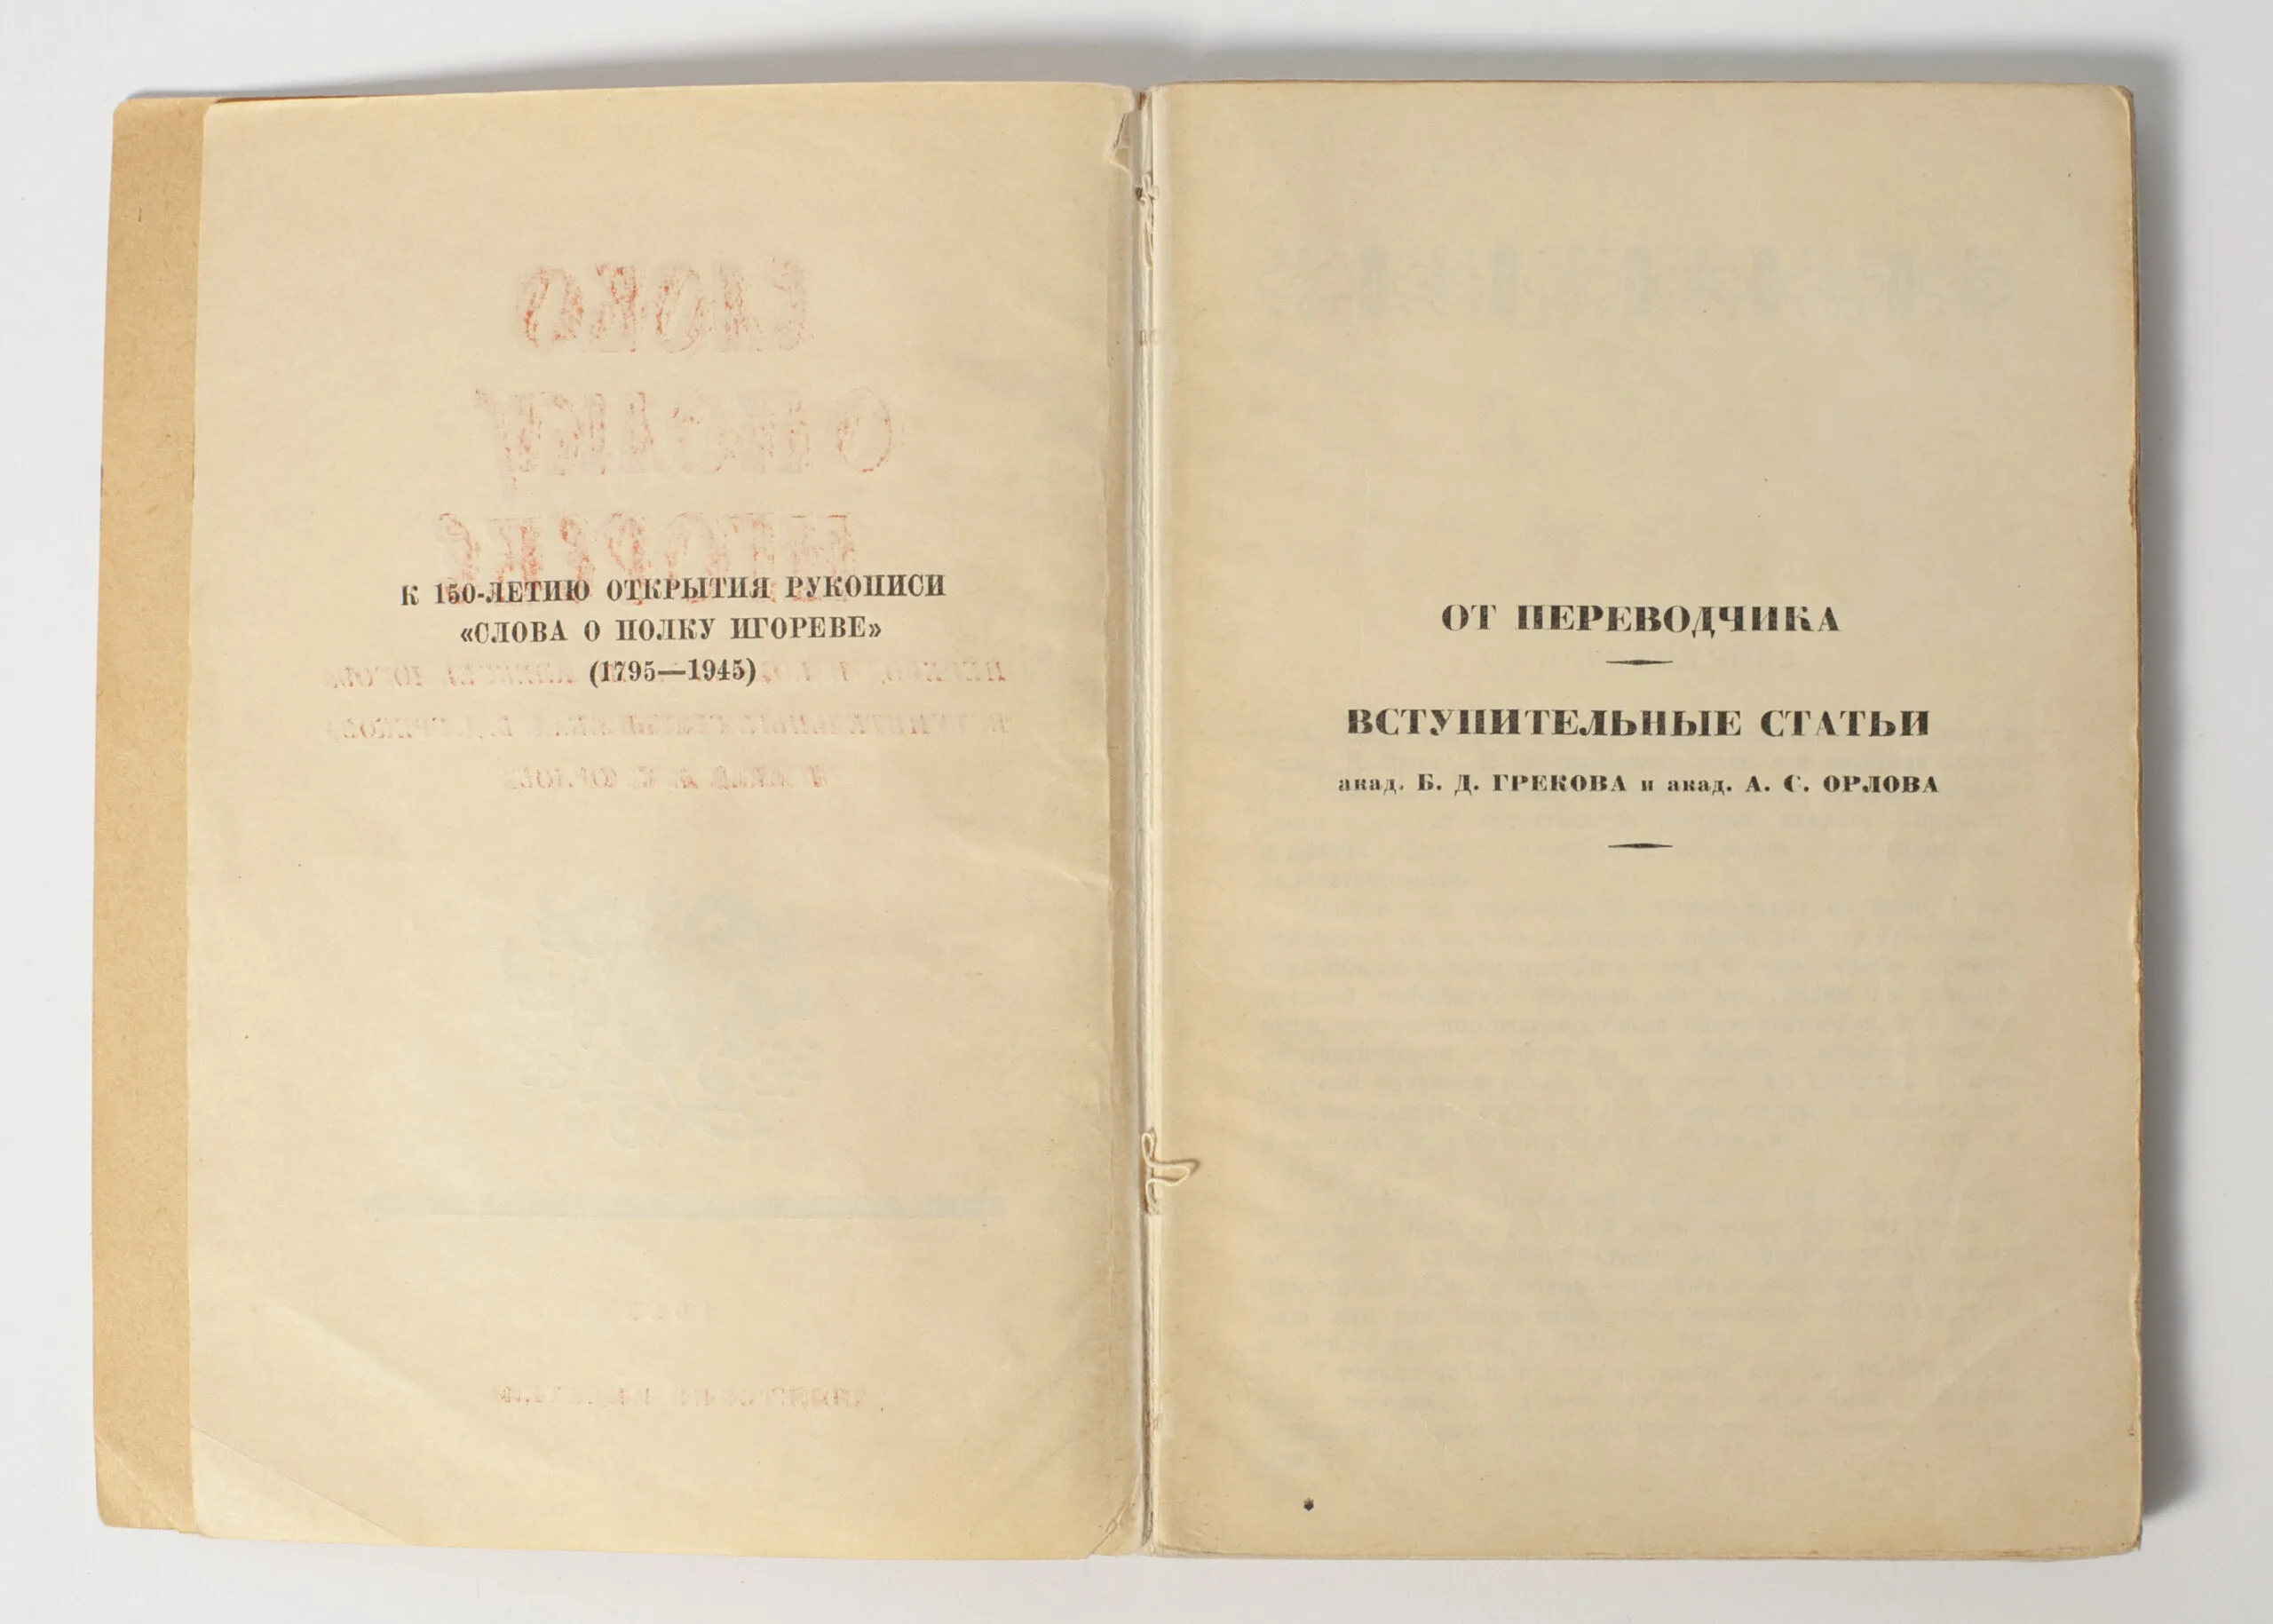 К 150-ЛЕТИЮ ОТКРЫТИЯ РУКОПИСИ
«СЛОВА О ПОЛКУ ИГОРЕВЕ»
(1795—1945)
ОТ ПЕРЕВОДЧИКА
ВСТУПИТЕЛЬНЫЕ СТАТЬИ
акад. Б. Д. ГРЕКОВА и акад. А. С. ОРЛОВА